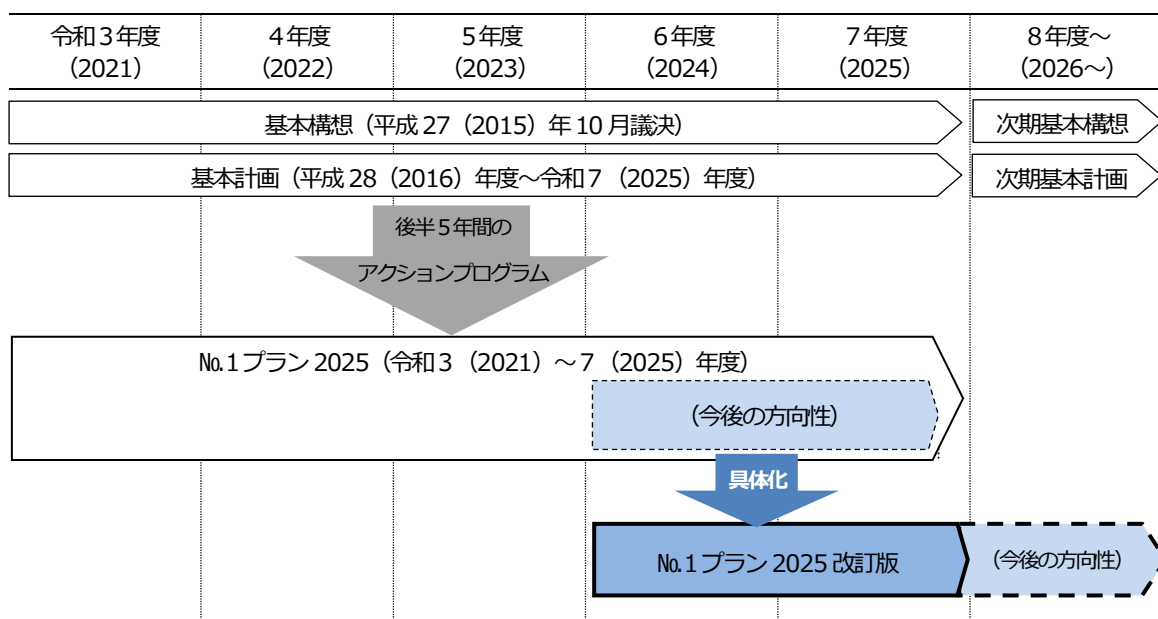 令和３年度 ４年度 ５年度 ６年度 ７年度 ８年度～
（2021） （2022） （2023） （2024） （2025） （2026～）
基本構想（平成 27（2015）年 10 月議決） 次期基本構想
基本計画（平成 28（2016）年度～令和７（2025）年度） 次期基本計画
後半５年間の
アクションプログラム
№1 プラン 2025（令和３（2021）～７（2025）年度）
（今後の方向性）
具体化
№1 プラン 2025 改訂版 （今後の方向性）